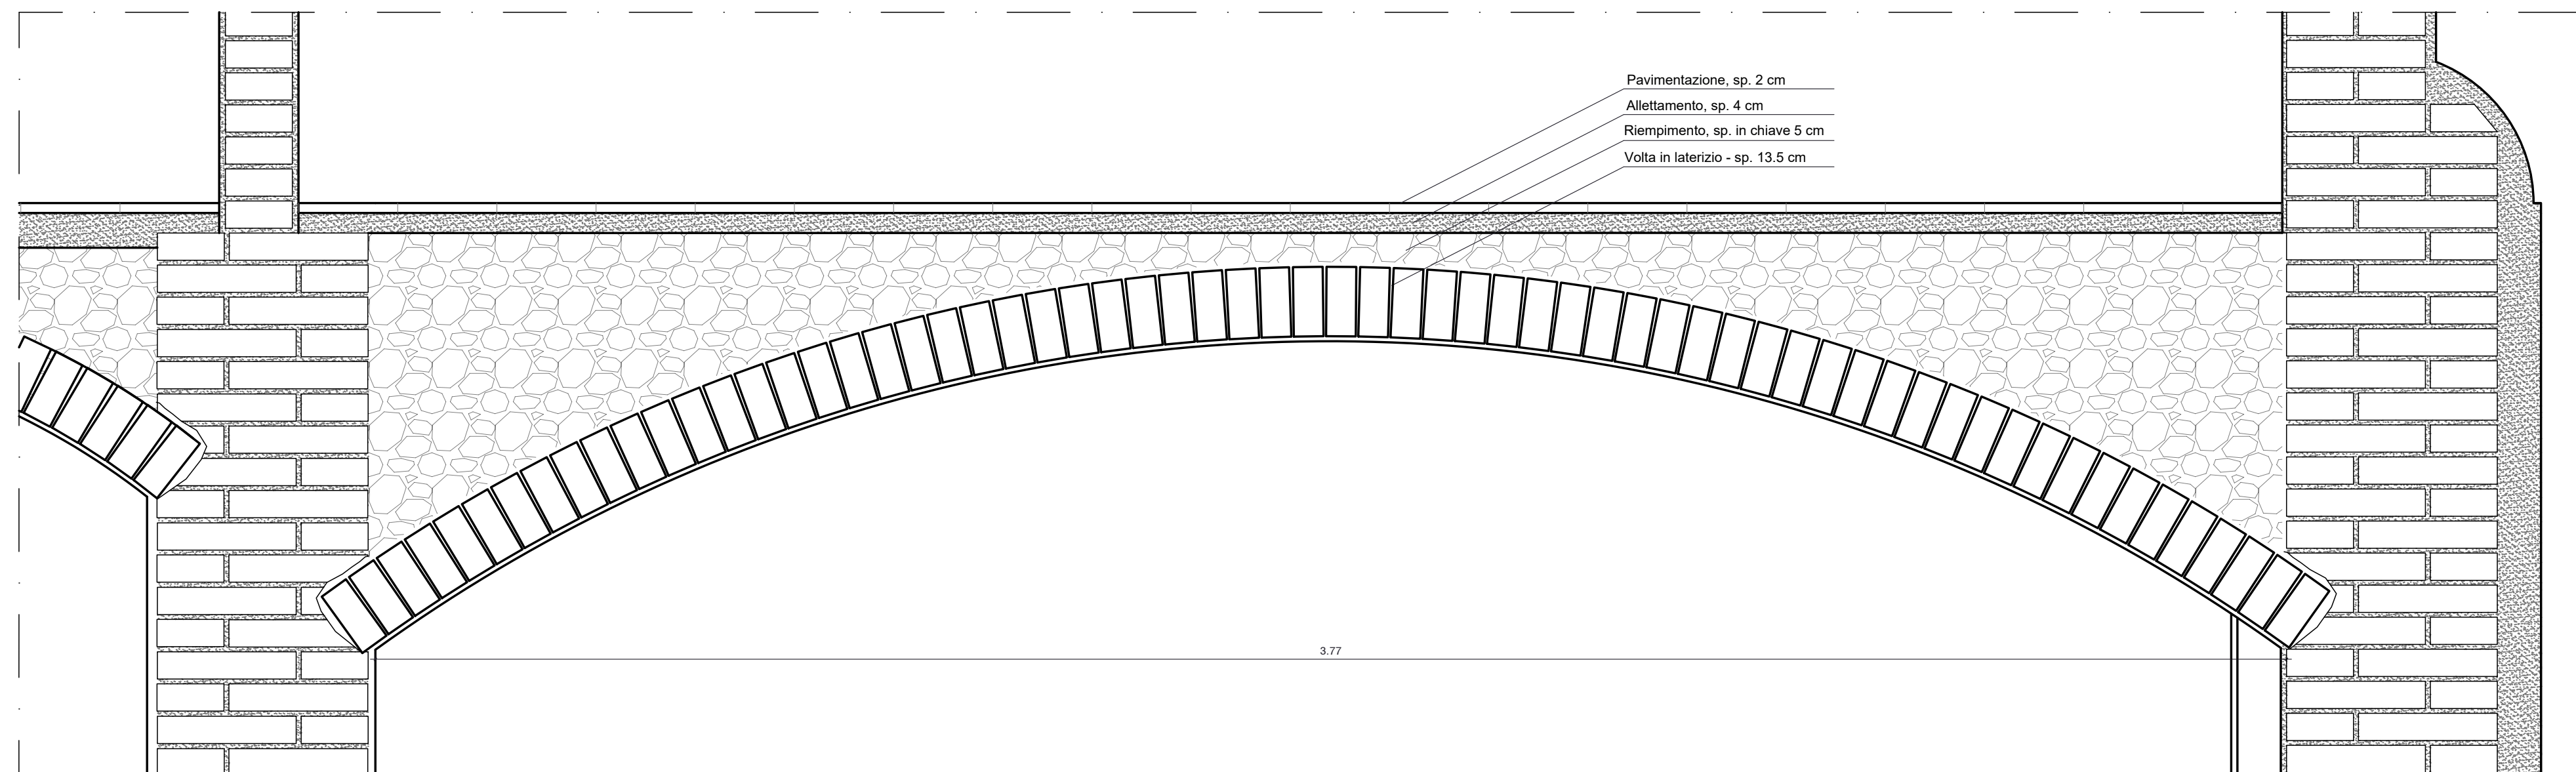 Pavimentazione, sp. 2 cm
Allettamento, sp. 4 cm
Riempimento, sp. in chiave 5 cm
Volta in laterizio - sp. 13.5 cm
3.77